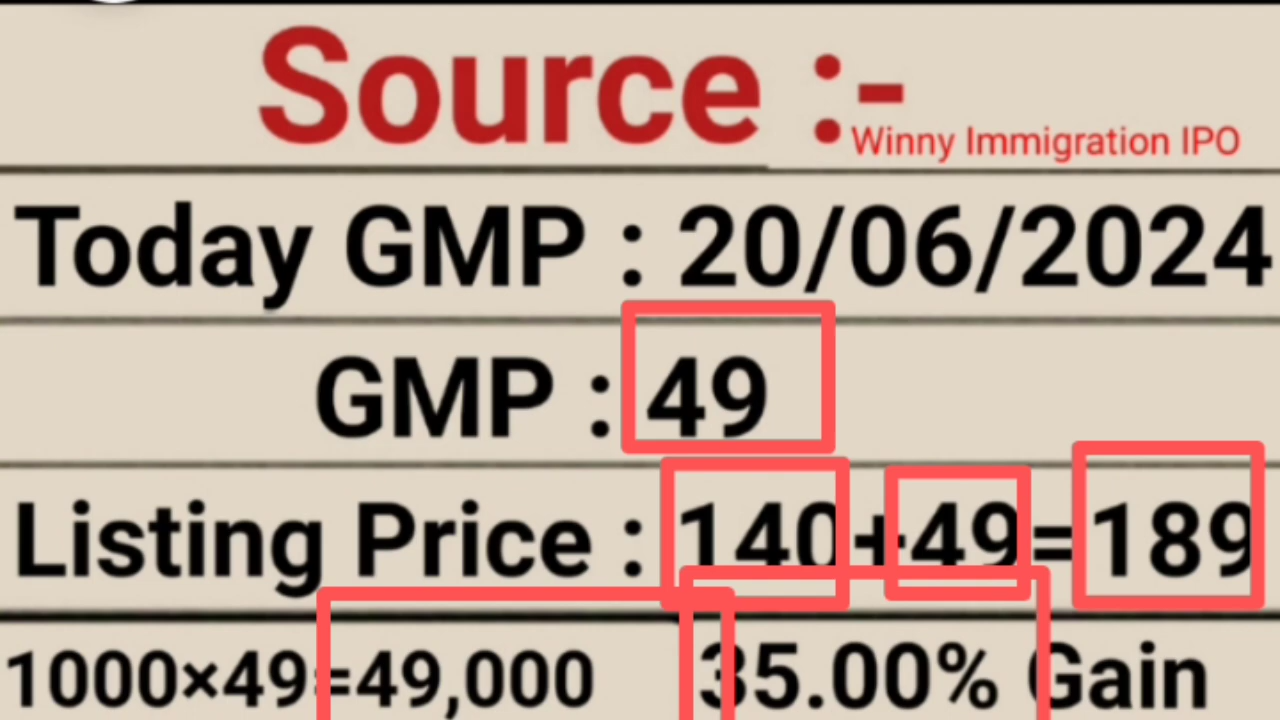 Source :-
Winny Immigration IPO
Today GMP : 20/06/2024
GMP : 49
Listing Price : 140+49=189
1000×49=49,000 35.00% Gain